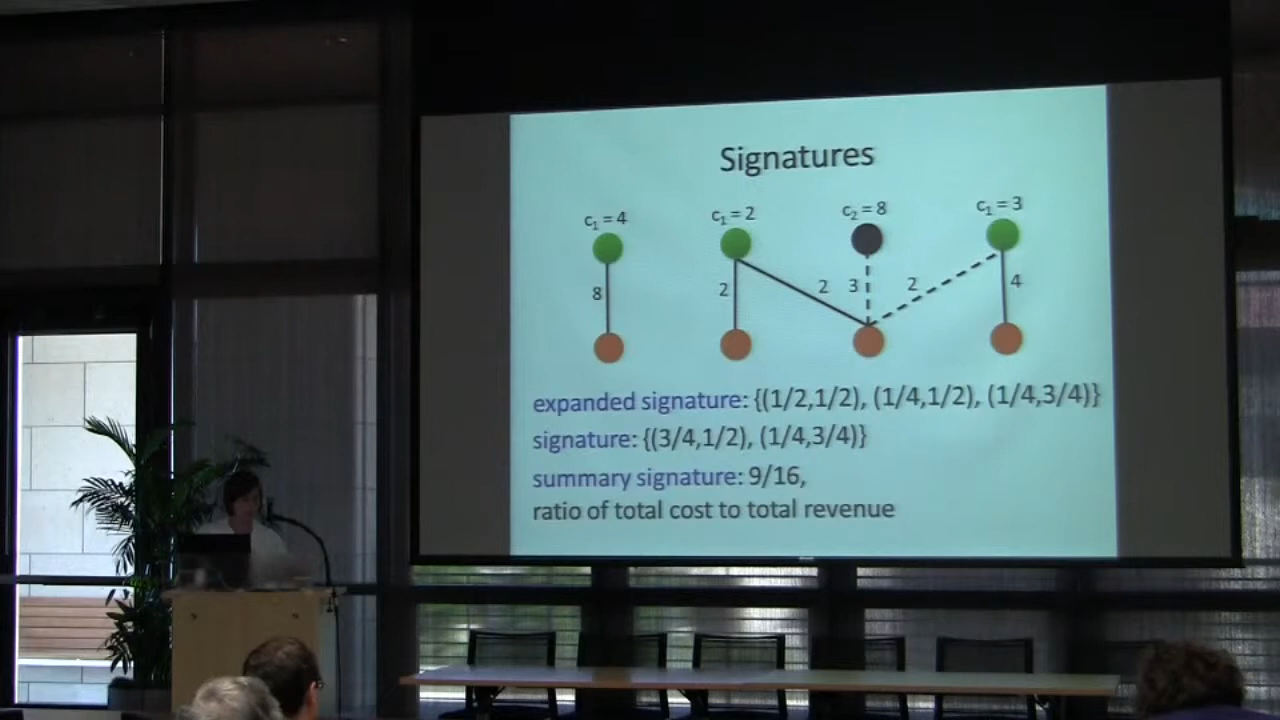 Signatures
c₁ = 4 c₁ = 2 c₂ = 8 c₁ = 3
8 2 2 3 2 4
expanded signature: {(1/2,1/2), (1/4,1/2), (1/4,3/4)}
signature: {(3/4,1/2), (1/4,3/4)}
summary signature: 9/16,
ratio of total cost to total revenue